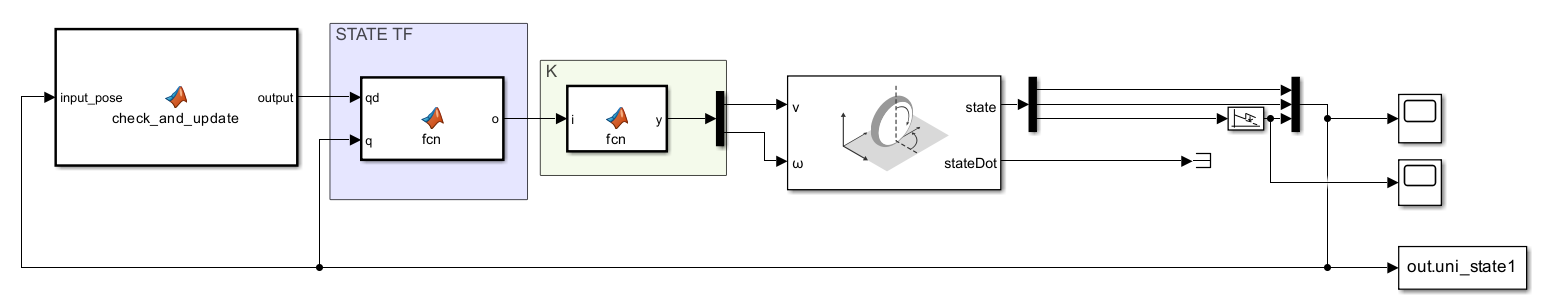 STATE TF
K
input_pose
output
check_and_update
qd
q
o
fcn
i
y
fcn
v
ω
state
stateDot
out.uni_state1